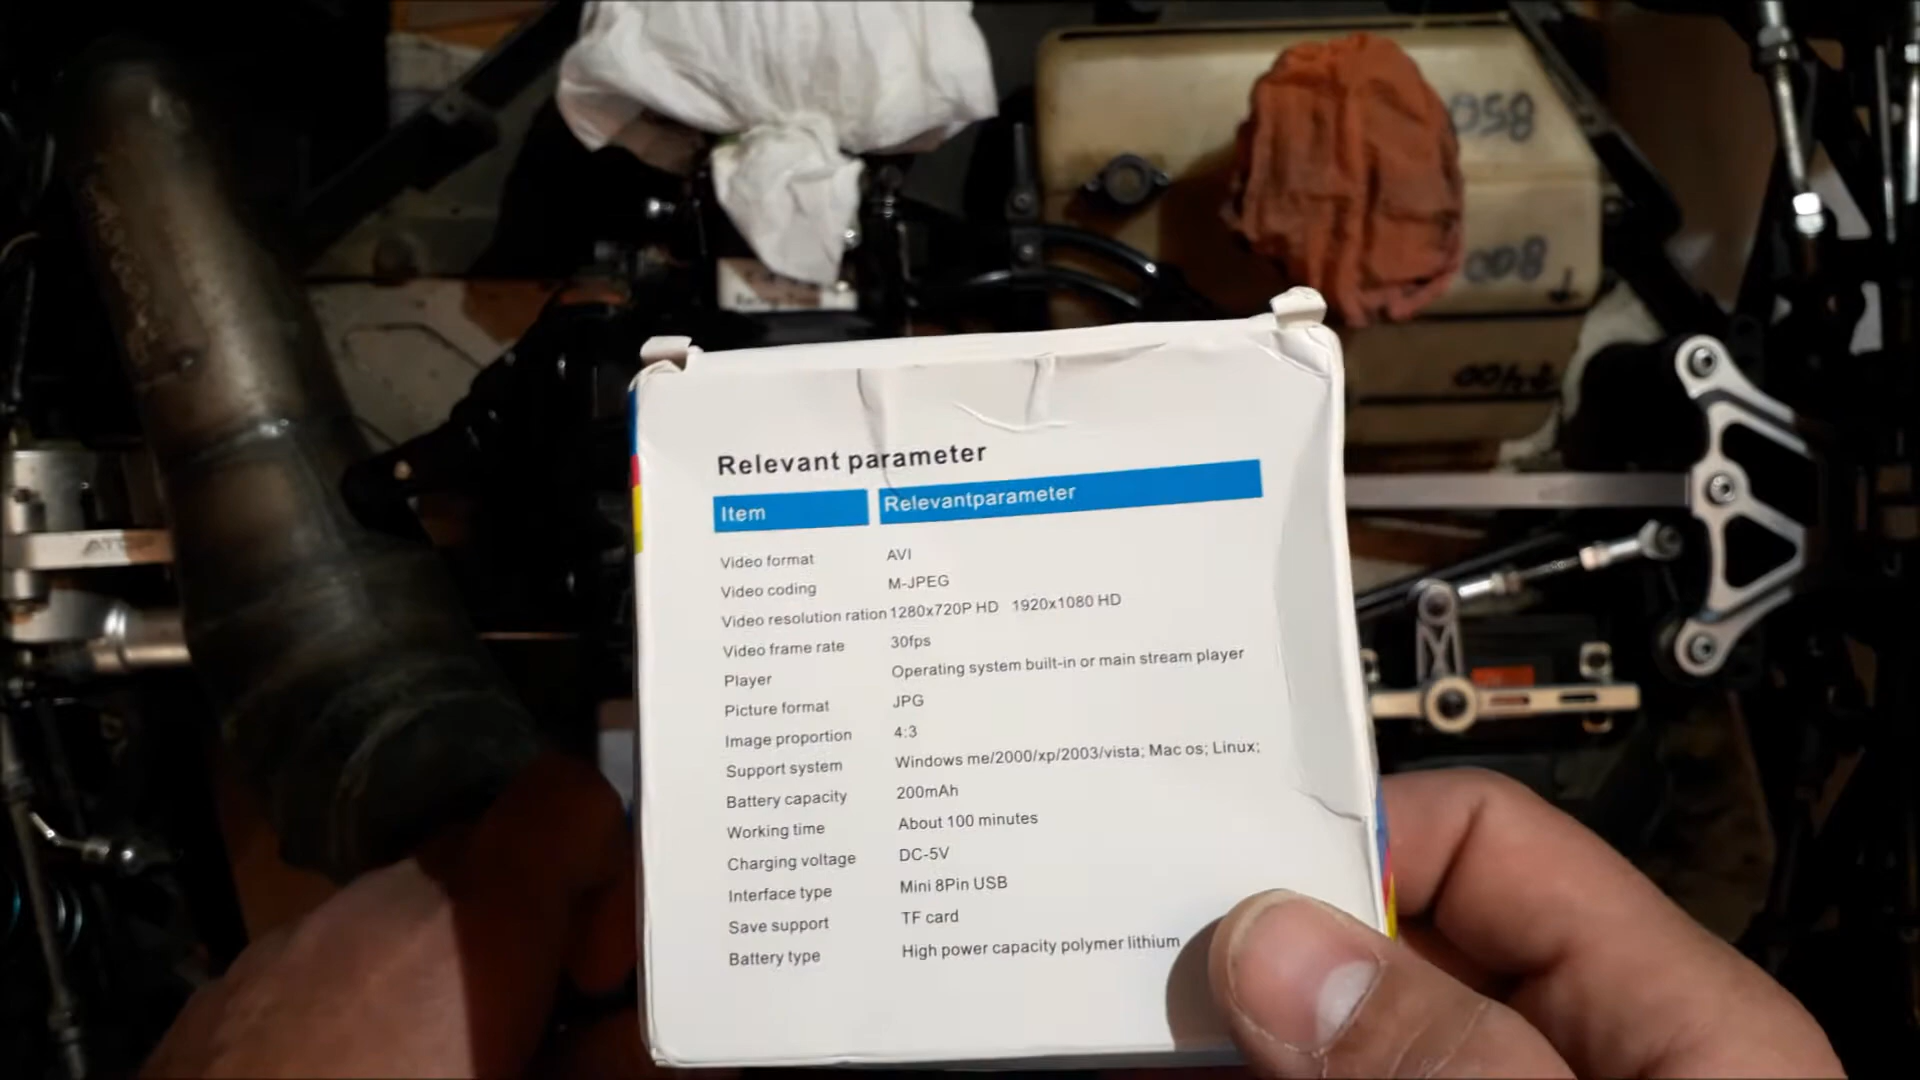 850
800
Relevant parameter
Item Relevantparameter
Video format AVI
Video coding M-JPEG
Video resolution ration 1280x720P HD 1920x1080 HD
Video frame rate 30fps
Player Operating system built-in or main stream player
Picture format JPG
Image proportion 4:3
Support system Windows me/2000/xp/2003/vista; Mac os; Linux;
Battery capacity 200mAh
Working time About 100 minutes
Charging voltage DC-5V
Interface type Mini 8Pin USB
Save support TF card
Battery type High power capacity polymer lithium